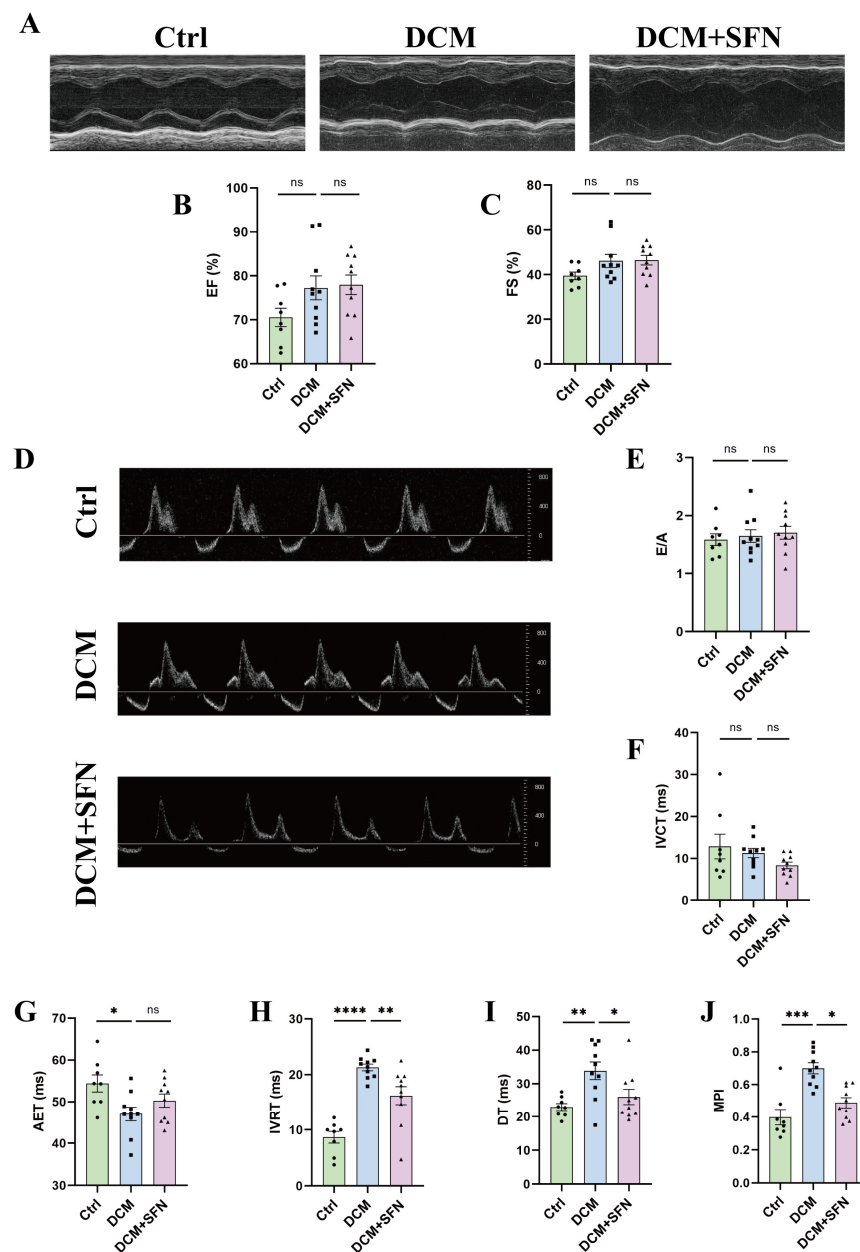 A
Ctrl DCM DCM+SFN
B
ns ns
EF (%)
100
90
80
70
60
Ctrl DCM DCM+SFN
C
ns ns
FS (%)
80
60
40
20
0
Ctrl DCM DCM+SFN
D
Ctrl
800
400
0
DCM
800
400
0
DCM+SFN
800
400
0
E
ns ns
E/A
3
2
1
0
Ctrl DCM DCM+SFN
F
ns ns
IVCT (ms)
40
30
20
10
0
Ctrl DCM DCM+SFN
G
* ns
AET (ms)
70
60
50
40
30
Ctrl DCM DCM+SFN
H
**** **
IVRT (ms)
30
20
10
0
Ctrl DCM DCM+SFN
I
** *
DT (ms)
50
40
30
20
10
0
Ctrl DCM DCM+SFN
J
*** *
MPI
1.0
0.8
0.6
0.4
0.2
0.0
Ctrl DCM DCM+SFN